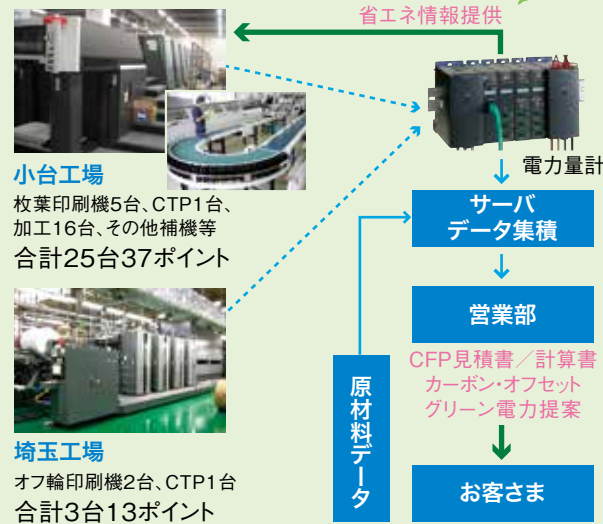 省エネ情報提供
電力量計
小台工場
枚葉印刷機5台、CTP1台、
加工16台、その他補機等
合計25台37ポイント
サーバ
データ集積
営業部
CFP見積書／計算書
カーボン・オフセット
グリーン電力提案
原材料データ
埼玉工場
オフ輪印刷機2台、CTP1台
合計3台13ポイント
お客さま